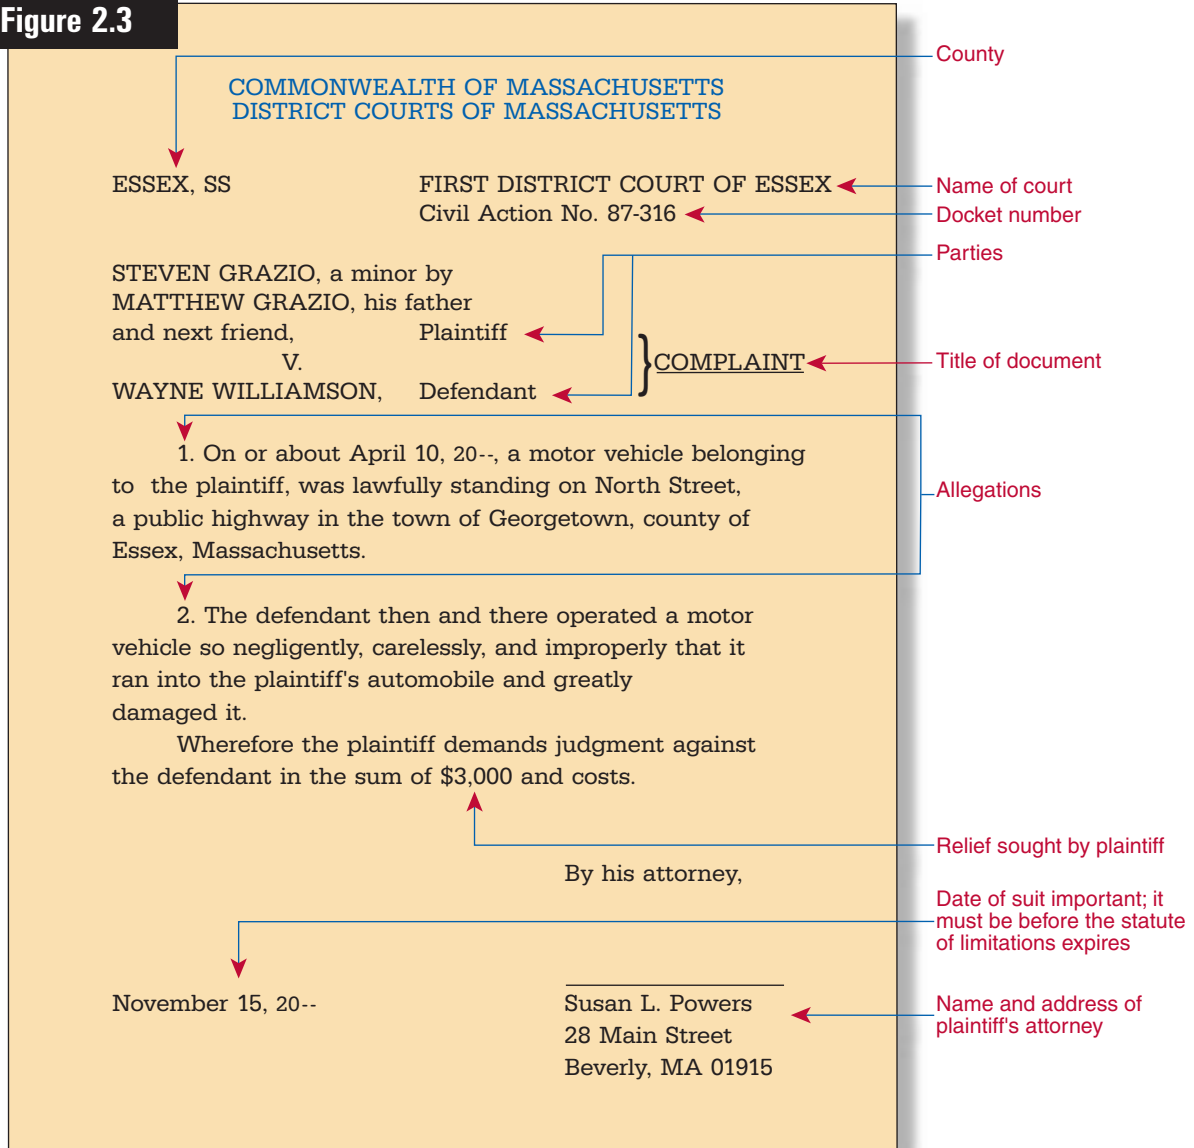 Figure 2.3
County
COMMONWEALTH OF MASSACHUSETTS
DISTRICT COURTS OF MASSACHUSETTS
ESSEX, SS
FIRST DISTRICT COURT OF ESSEX
Name of court
Civil Action No. 87-316
Docket number
Parties
STEVEN GRAZIO, a minor by
MATTHEW GRAZIO, his father
and next friend,
Plaintiff
V.
COMPLAINT
Title of document
WAYNE WILLIAMSON,
Defendant
1. On or about April 10, 20--, a motor vehicle belonging
to the plaintiff, was lawfully standing on North Street,
a public highway in the town of Georgetown, county of
Essex, Massachusetts.
Allegations
2. The defendant then and there operated a motor
vehicle so negligently, carelessly, and improperly that it
ran into the plaintiff's automobile and greatly
damaged it.
Wherefore the plaintiff demands judgment against
the defendant in the sum of $3,000 and costs.
Relief sought by plaintiff
By his attorney,
Date of suit important; it
must be before the statute
of limitations expires
November 15, 20--
Susan L. Powers
28 Main Street
Beverly, MA 01915
Name and address of
plaintiff's attorney